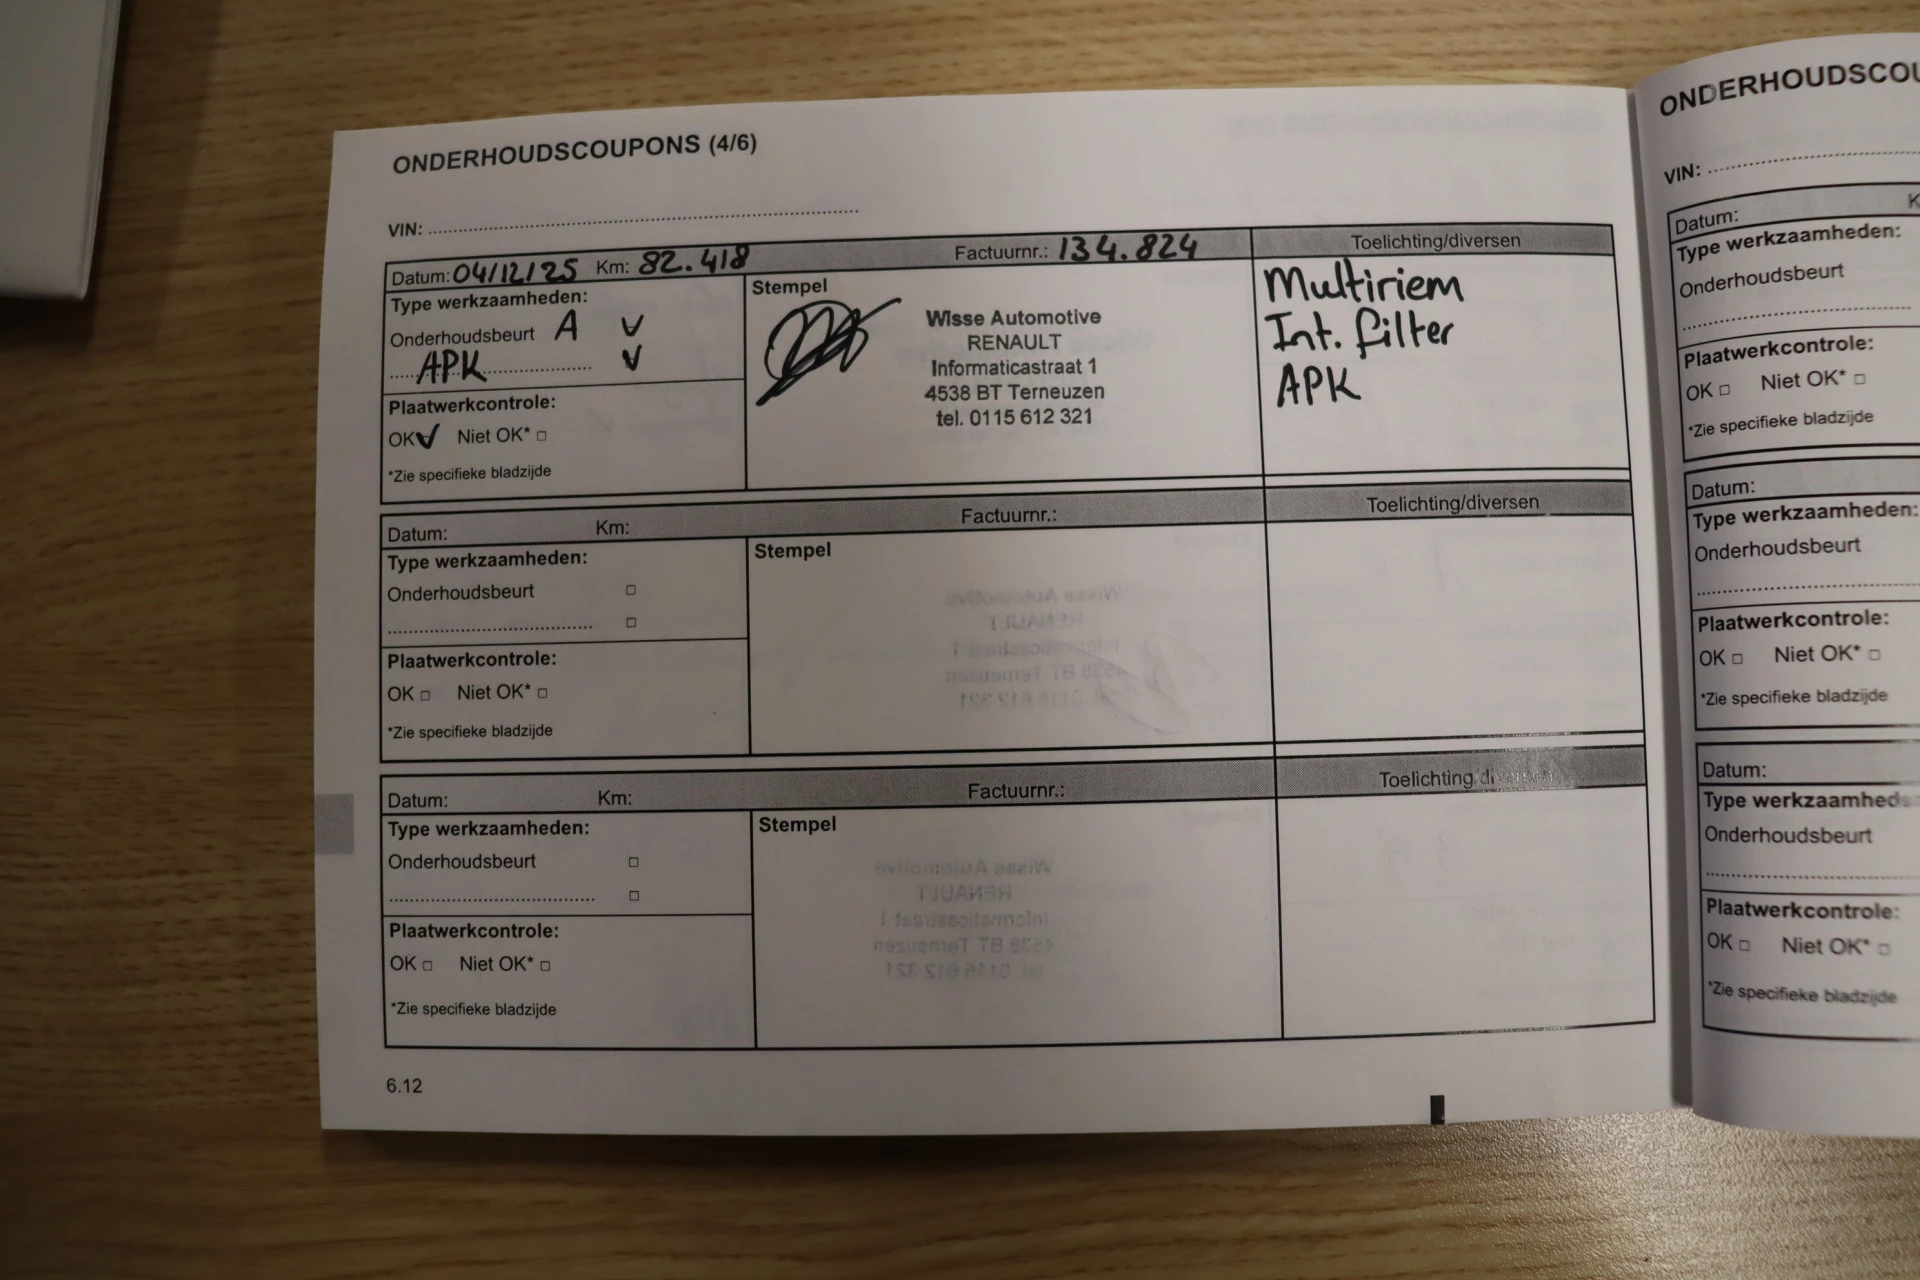 ONDERHOUDSCOUPONS (4/6)
VIN:
Datum: 04/12/25 Km: 82.418 Factuurnr.: 134.824 Toelichting/diversen
Type werkzaamheden:
Onderhoudsbeurt A
APK
Plaatwerkcontrole:
OK Niet OK*
*Zie specifieke bladzijde
Stempel
Wisse Automotive
RENAULT
Informaticastraat 1
4538 BT Terneuzen
tel. 0115 612 321
Multiriem
Int. filter
APK
Datum: Km: Factuurnr.: Toelichting/diversen
Type werkzaamheden:
Onderhoudsbeurt
Plaatwerkcontrole:
OK Niet OK*
*Zie specifieke bladzijde
Stempel
Datum: Km: Factuurnr.: Toelichting/diversen
Type werkzaamheden:
Onderhoudsbeurt
Plaatwerkcontrole:
OK Niet OK*
*Zie specifieke bladzijde
Stempel
6.12
ONDERHOUDSCOU
VIN:
Datum: K
Type werkzaamheden:
Onderhoudsbeurt
Plaatwerkcontrole:
OK Niet OK*
*Zie specifieke bladzijde
Datum:
Type werkzaamheden:
Onderhoudsbeurt
Plaatwerkcontrole:
OK Niet OK*
*Zie specifieke bladzijde
Datum:
Type werkzaamhed
Onderhoudsbeurt
Plaatwerkcontrole:
OK Niet OK*
*Zie specifieke bladzijde